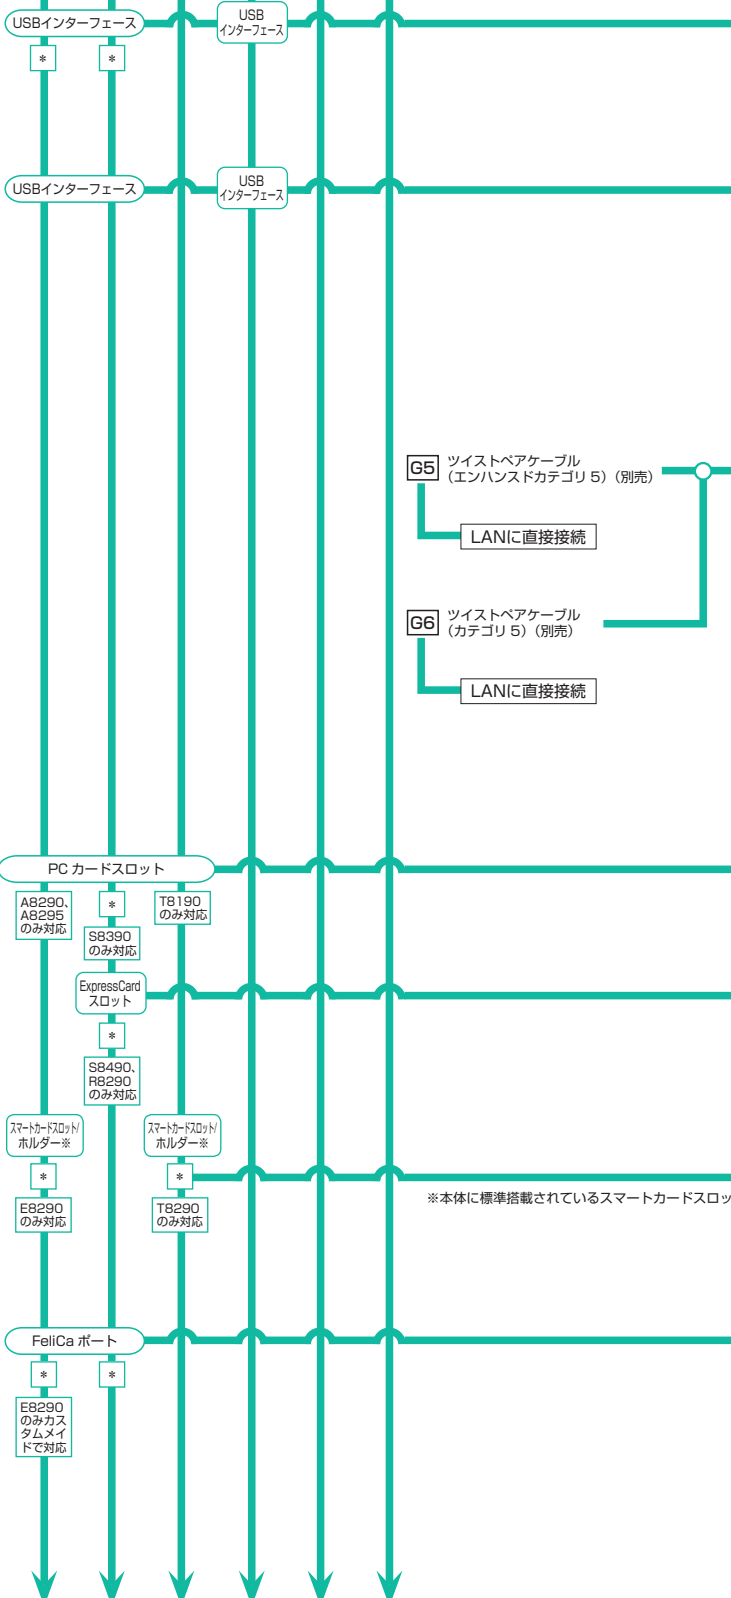 USBインターフェース
USB
インターフェース
*
*
USBインターフェース
USB
インターフェース
G5
ツイストペアケーブル
（エンハンスドカテゴリ 5）（別売）
LANに直接接続
G6
ツイストペアケーブル
（カテゴリ 5）（別売）
LANに直接接続
PC カードスロット
A8290、
A8295
のみ対応
*
S8390
のみ対応
T8190
のみ対応
ExpressCard
スロット
*
S8490、
R8290
のみ対応
スマートカードスロット/
ホルダー※
*
E8290
のみ対応
スマートカードスロット/
ホルダー※
*
T8290
のみ対応
※本体に標準搭載されているスマートカードスロッ
FeliCa ポート
*
*
E8290
のみカス
タムメイ
ドで対応